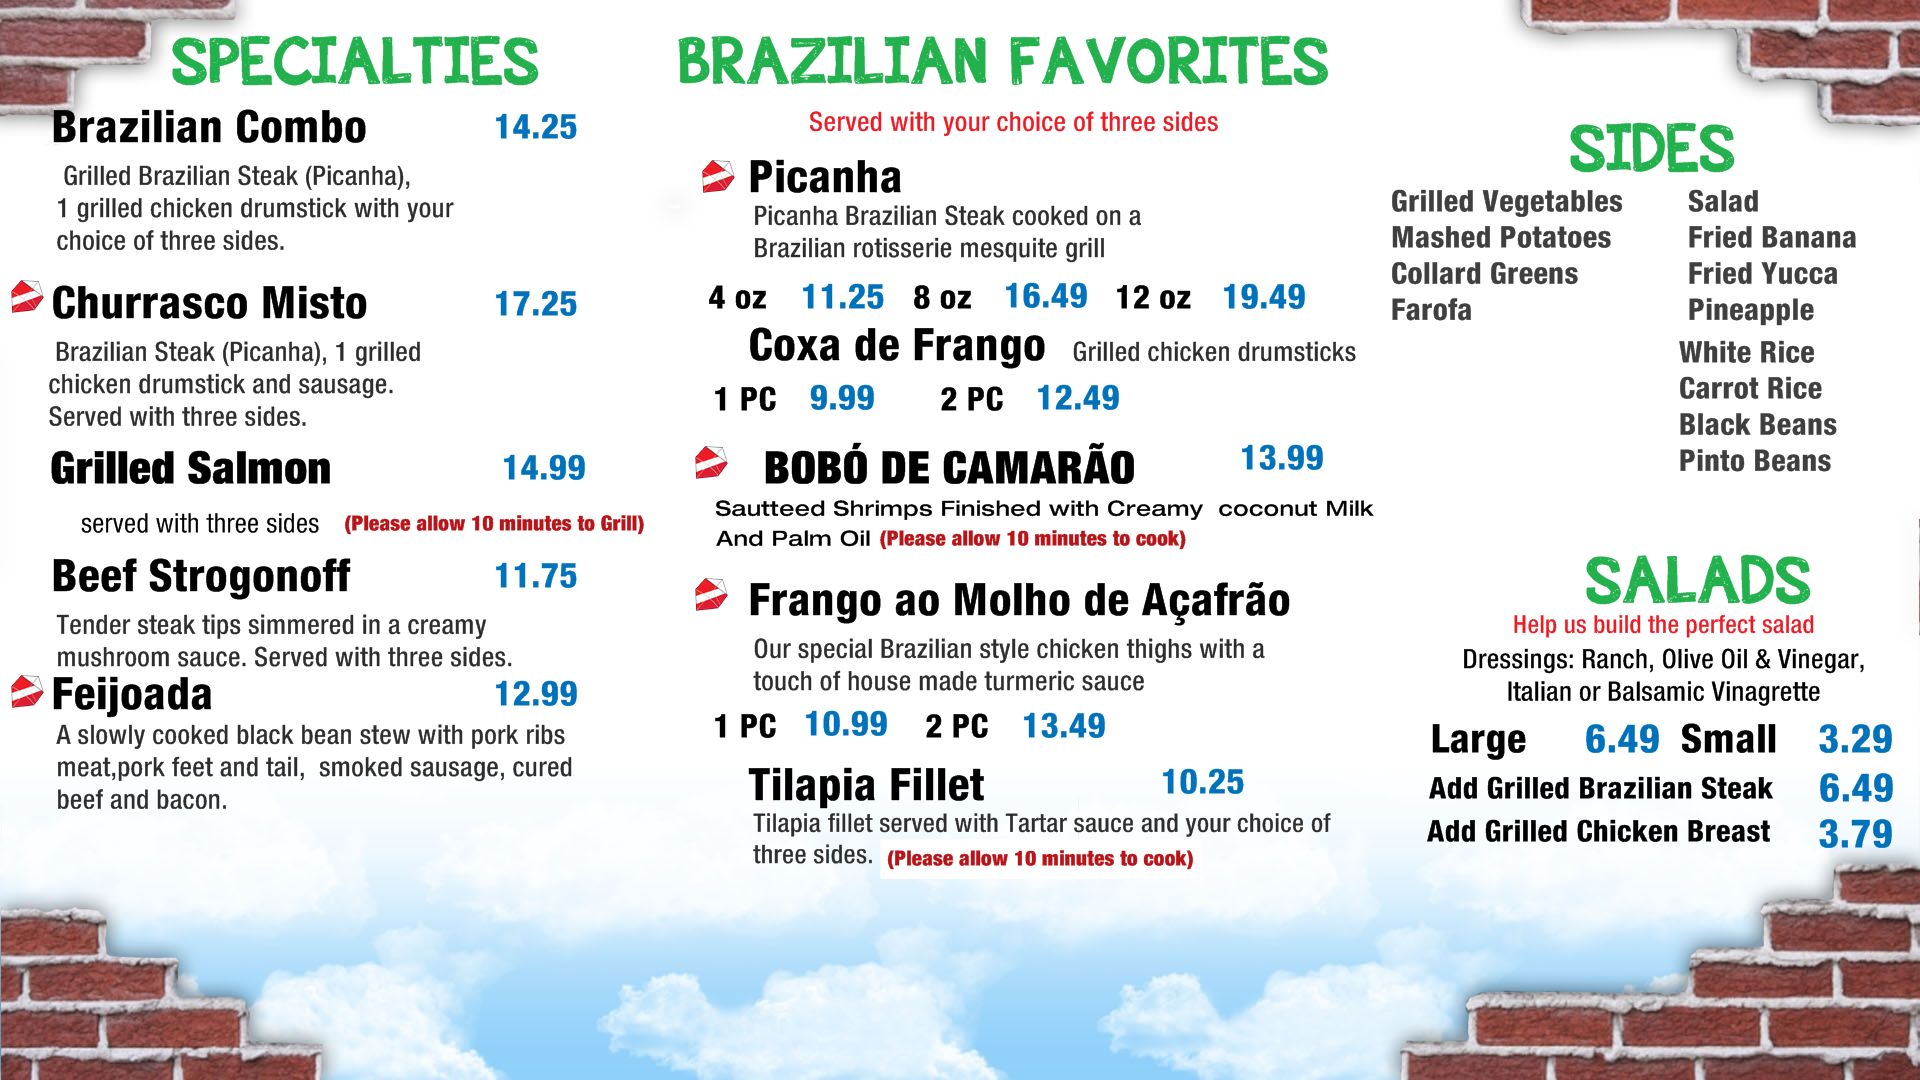 SPECIALTIES
Brazilian Combo 14.25
Grilled Brazilian Steak (Picanha),
1 grilled chicken drumstick with your
choice of three sides.
Churrasco Misto 17.25
Brazilian Steak (Picanha), 1 grilled
chicken drumstick and sausage.
Served with three sides.
Grilled Salmon 14.99
served with three sides (Please allow 10 minutes to Grill)
Beef Strogonoff 11.75
Tender steak tips simmered in a creamy
mushroom sauce. Served with three sides.
Feijoada 12.99
A slowly cooked black bean stew with pork ribs
meat,pork feet and tail, smoked sausage, cured
beef and bacon.
BRAZILIAN FAVORITES
Served with your choice of three sides
Picanha
Picanha Brazilian Steak cooked on a
Brazilian rotisserie mesquite grill
4 oz 11.25 8 oz 16.49 12 oz 19.49
Coxa de Frango Grilled chicken drumsticks
1 PC 9.99 2 PC 12.49
BOBÓ DE CAMARÃO 13.99
Sautteed Shrimps Finished with Creamy coconut Milk
And Palm Oil (Please allow 10 minutes to cook)
Frango ao Molho de Açafrão
Our special Brazilian style chicken thighs with a
touch of house made turmeric sauce
1 PC 10.99 2 PC 13.49
Tilapia Fillet 10.25
Tilapia fillet served with Tartar sauce and your choice of
three sides. (Please allow 10 minutes to cook)
SIDES
Grilled Vegetables
Mashed Potatoes
Collard Greens
Farofa
Salad
Fried Banana
Fried Yucca
Pineapple
White Rice
Carrot Rice
Black Beans
Pinto Beans
SALADS
Help us build the perfect salad
Dressings: Ranch, Olive Oil & Vinegar,
Italian or Balsamic Vinagrette
Large 6.49 Small 3.29
Add Grilled Brazilian Steak 6.49
Add Grilled Chicken Breast 3.79